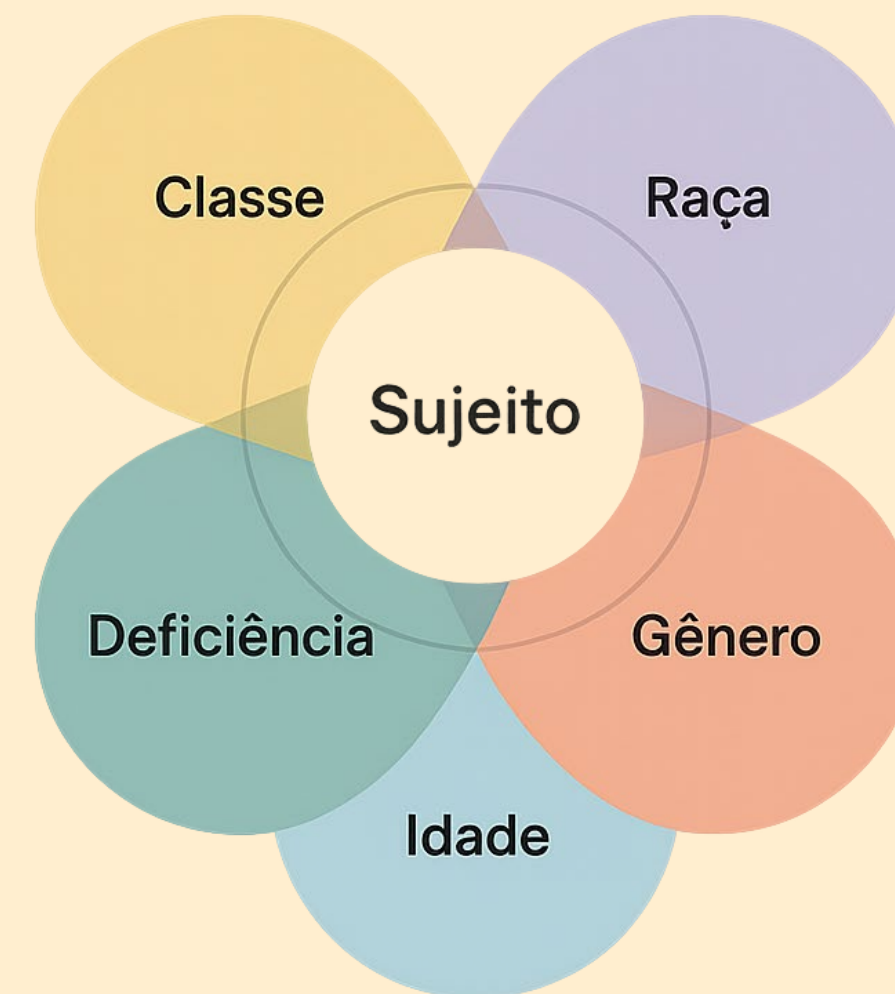 Classe
Raça
Sujeito
Deficiência
Gênero
Idade